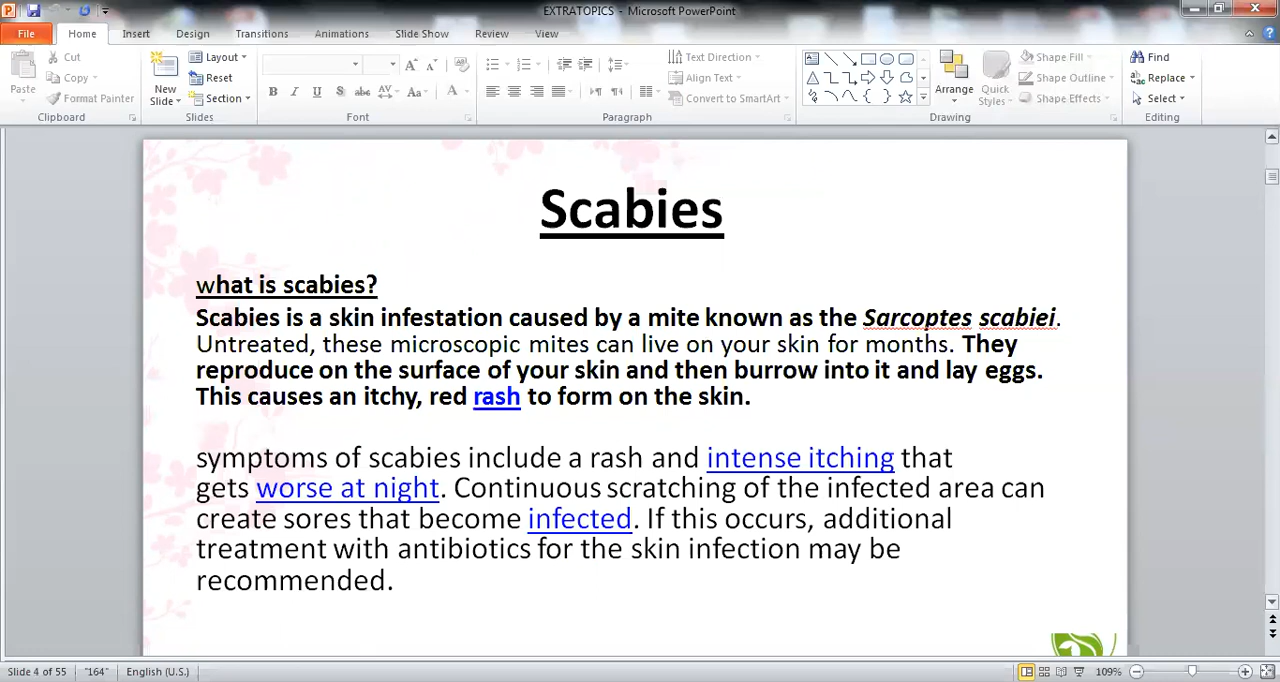 EXTRATOPICS - Microsoft PowerPoint
File Home Insert Design Transitions Animations Slide Show Review View
Paste
Cut
Copy
Format Painter
Clipboard
New Slide
Layout
Reset
Section
Slides
B I U S abc AV Aa A
Font
Text Direction
Align Text
Convert to SmartArt
Paragraph
Arrange
Quick Styles
Shape Fill
Shape Outline
Shape Effects
Drawing
Find
Replace
Select
Editing
Scabies
what is scabies?
Scabies is a skin infestation caused by a mite known as the Sarcoptes scabiei.
Untreated, these microscopic mites can live on your skin for months. They
reproduce on the surface of your skin and then burrow into it and lay eggs.
This causes an itchy, red rash to form on the skin.
symptoms of scabies include a rash and intense itching that
gets worse at night. Continuous scratching of the infected area can
create sores that become infected. If this occurs, additional
treatment with antibiotics for the skin infection may be
recommended.
Slide 4 of 55 "164" English (U.S.) 109%